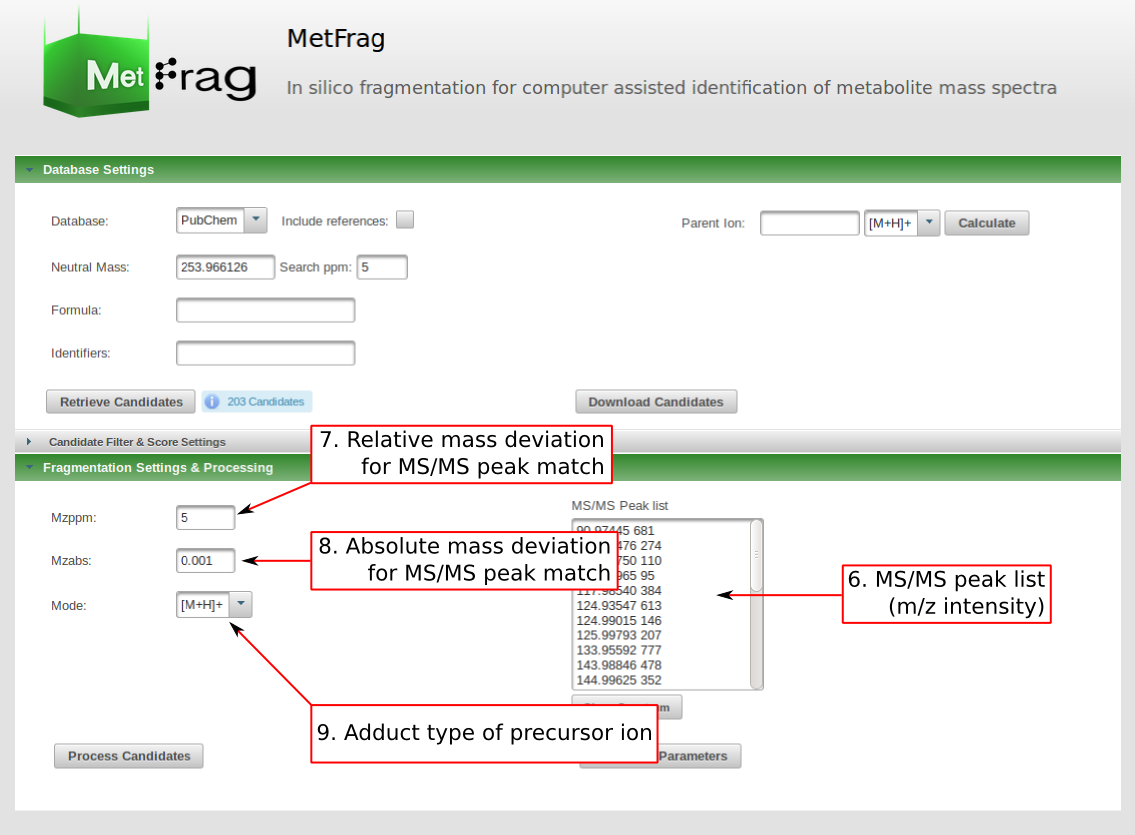 Met Frag
MetFrag
In silico fragmentation for computer assisted identification of metabolite mass spectra
Database Settings
Database: PubChem Include references:
Parent Ion: [M+H]+ Calculate
Neutral Mass: 253.966126 Search ppm: 5
Formula:
Identifiers:
Retrieve Candidates 203 Candidates
Download Candidates
Candidate Filter & Score Settings
Fragmentation Settings & Processing
7. Relative mass deviation
for MS/MS peak match
Mzppm: 5
Mzabs: 0.001
Mode: [M+H]+
8. Absolute mass deviation
for MS/MS peak match
MS/MS Peak list
90.97445 681
476 274
750 110
965 95
117.98540 384
124.93547 613
124.99015 146
125.99793 207
133.95592 777
143.98846 478
144.99625 352
6. MS/MS peak list
(m/z intensity)
9. Adduct type of precursor ion
Process Candidates
Parameters